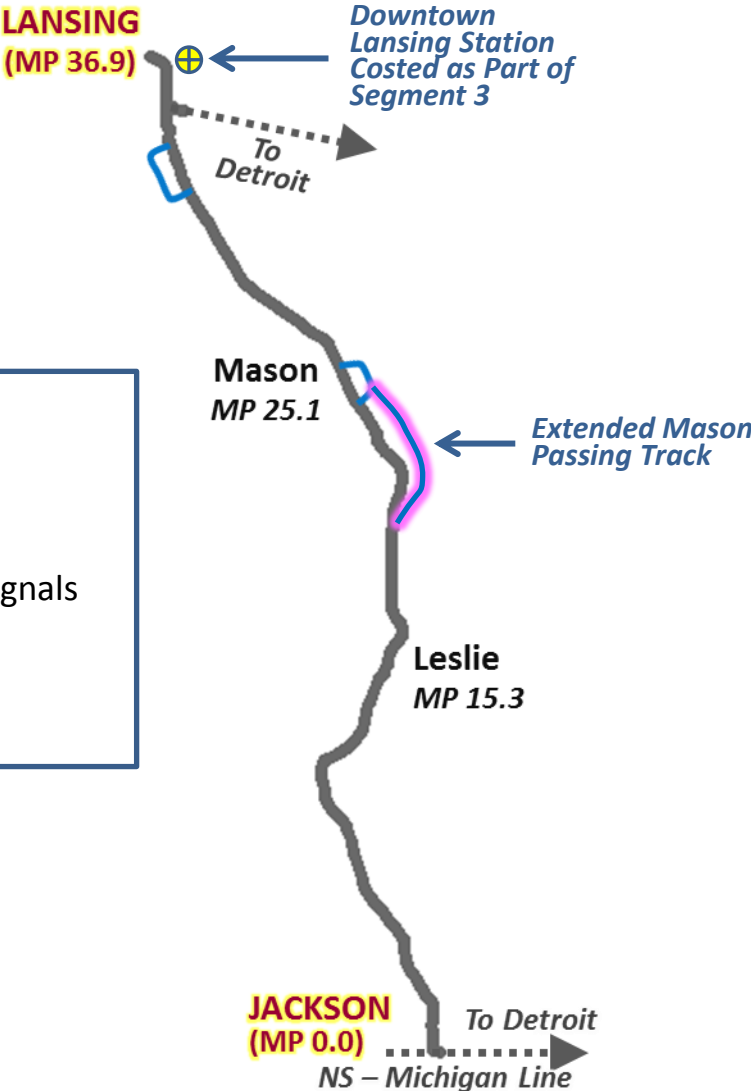 LANSING
(MP 36.9)
Downtown
Lansing Station
Costed as Part of
Segment 3
To
Detroit
Mason
MP 25.1
Extended Mason
Passing Track
gnals
Leslie
MP 15.3
JACKSON
(MP 0.0)
To Detroit
NS – Michigan Line